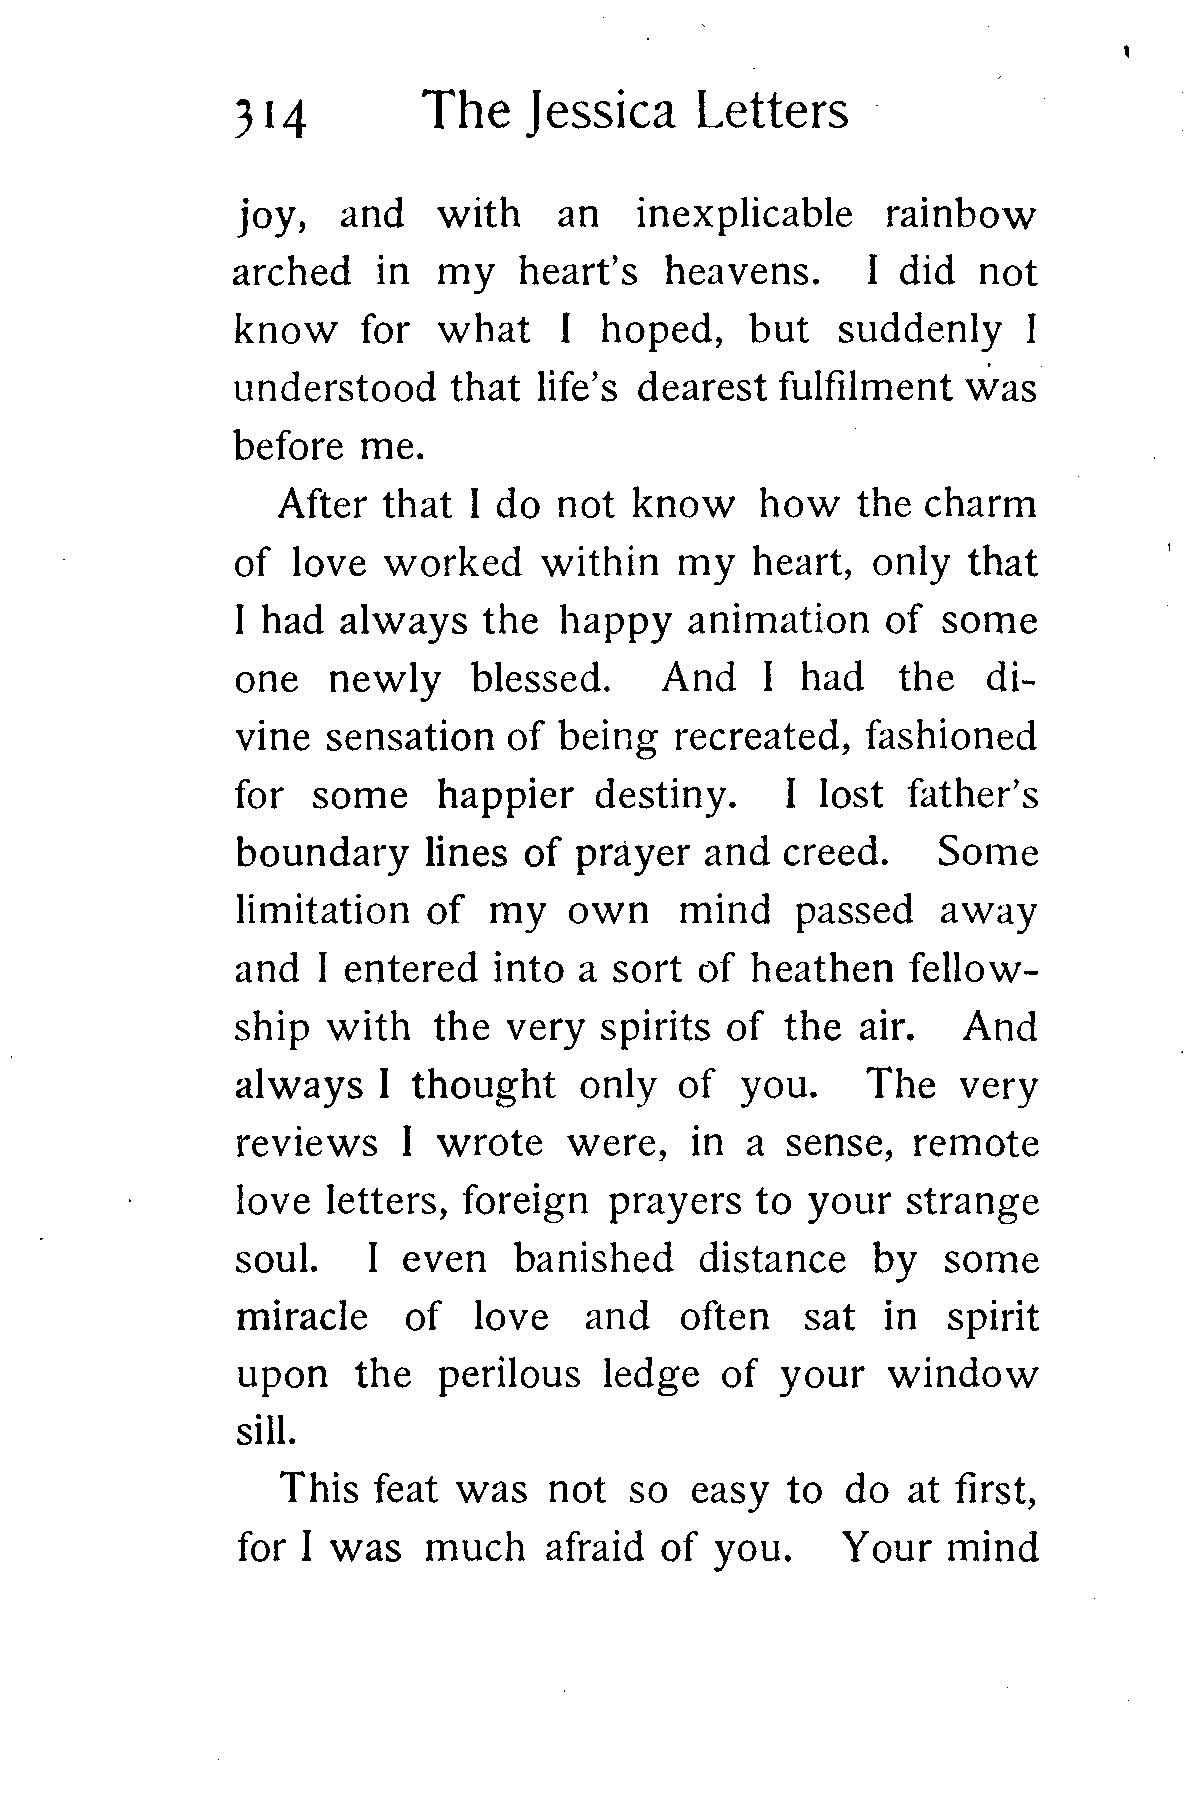 314 The Jessica Letters
joy, and with an inexplicable rainbow
arched in my heart's heavens. I did not
know for what I hoped, but suddenly I
understood that life's dearest fulfilment was
before me.
After that I do not know how the charm
of love worked within my heart, only that
I had always the happy animation of some
one newly blessed. And I had the di-
vine sensation of being recreated, fashioned
for some happier destiny. I lost father's
boundary lines of prayer and creed. Some
limitation of my own mind passed away
and I entered into a sort of heathen fellow-
ship with the very spirits of the air. And
always I thought only of you. The very
reviews I wrote were, in a sense, remote
love letters, foreign prayers to your strange
soul. I even banished distance by some
miracle of love and often sat in spirit
upon the perilous ledge of your window
sill.
This feat was not so easy to do at first,
for I was much afraid of you. Your mind